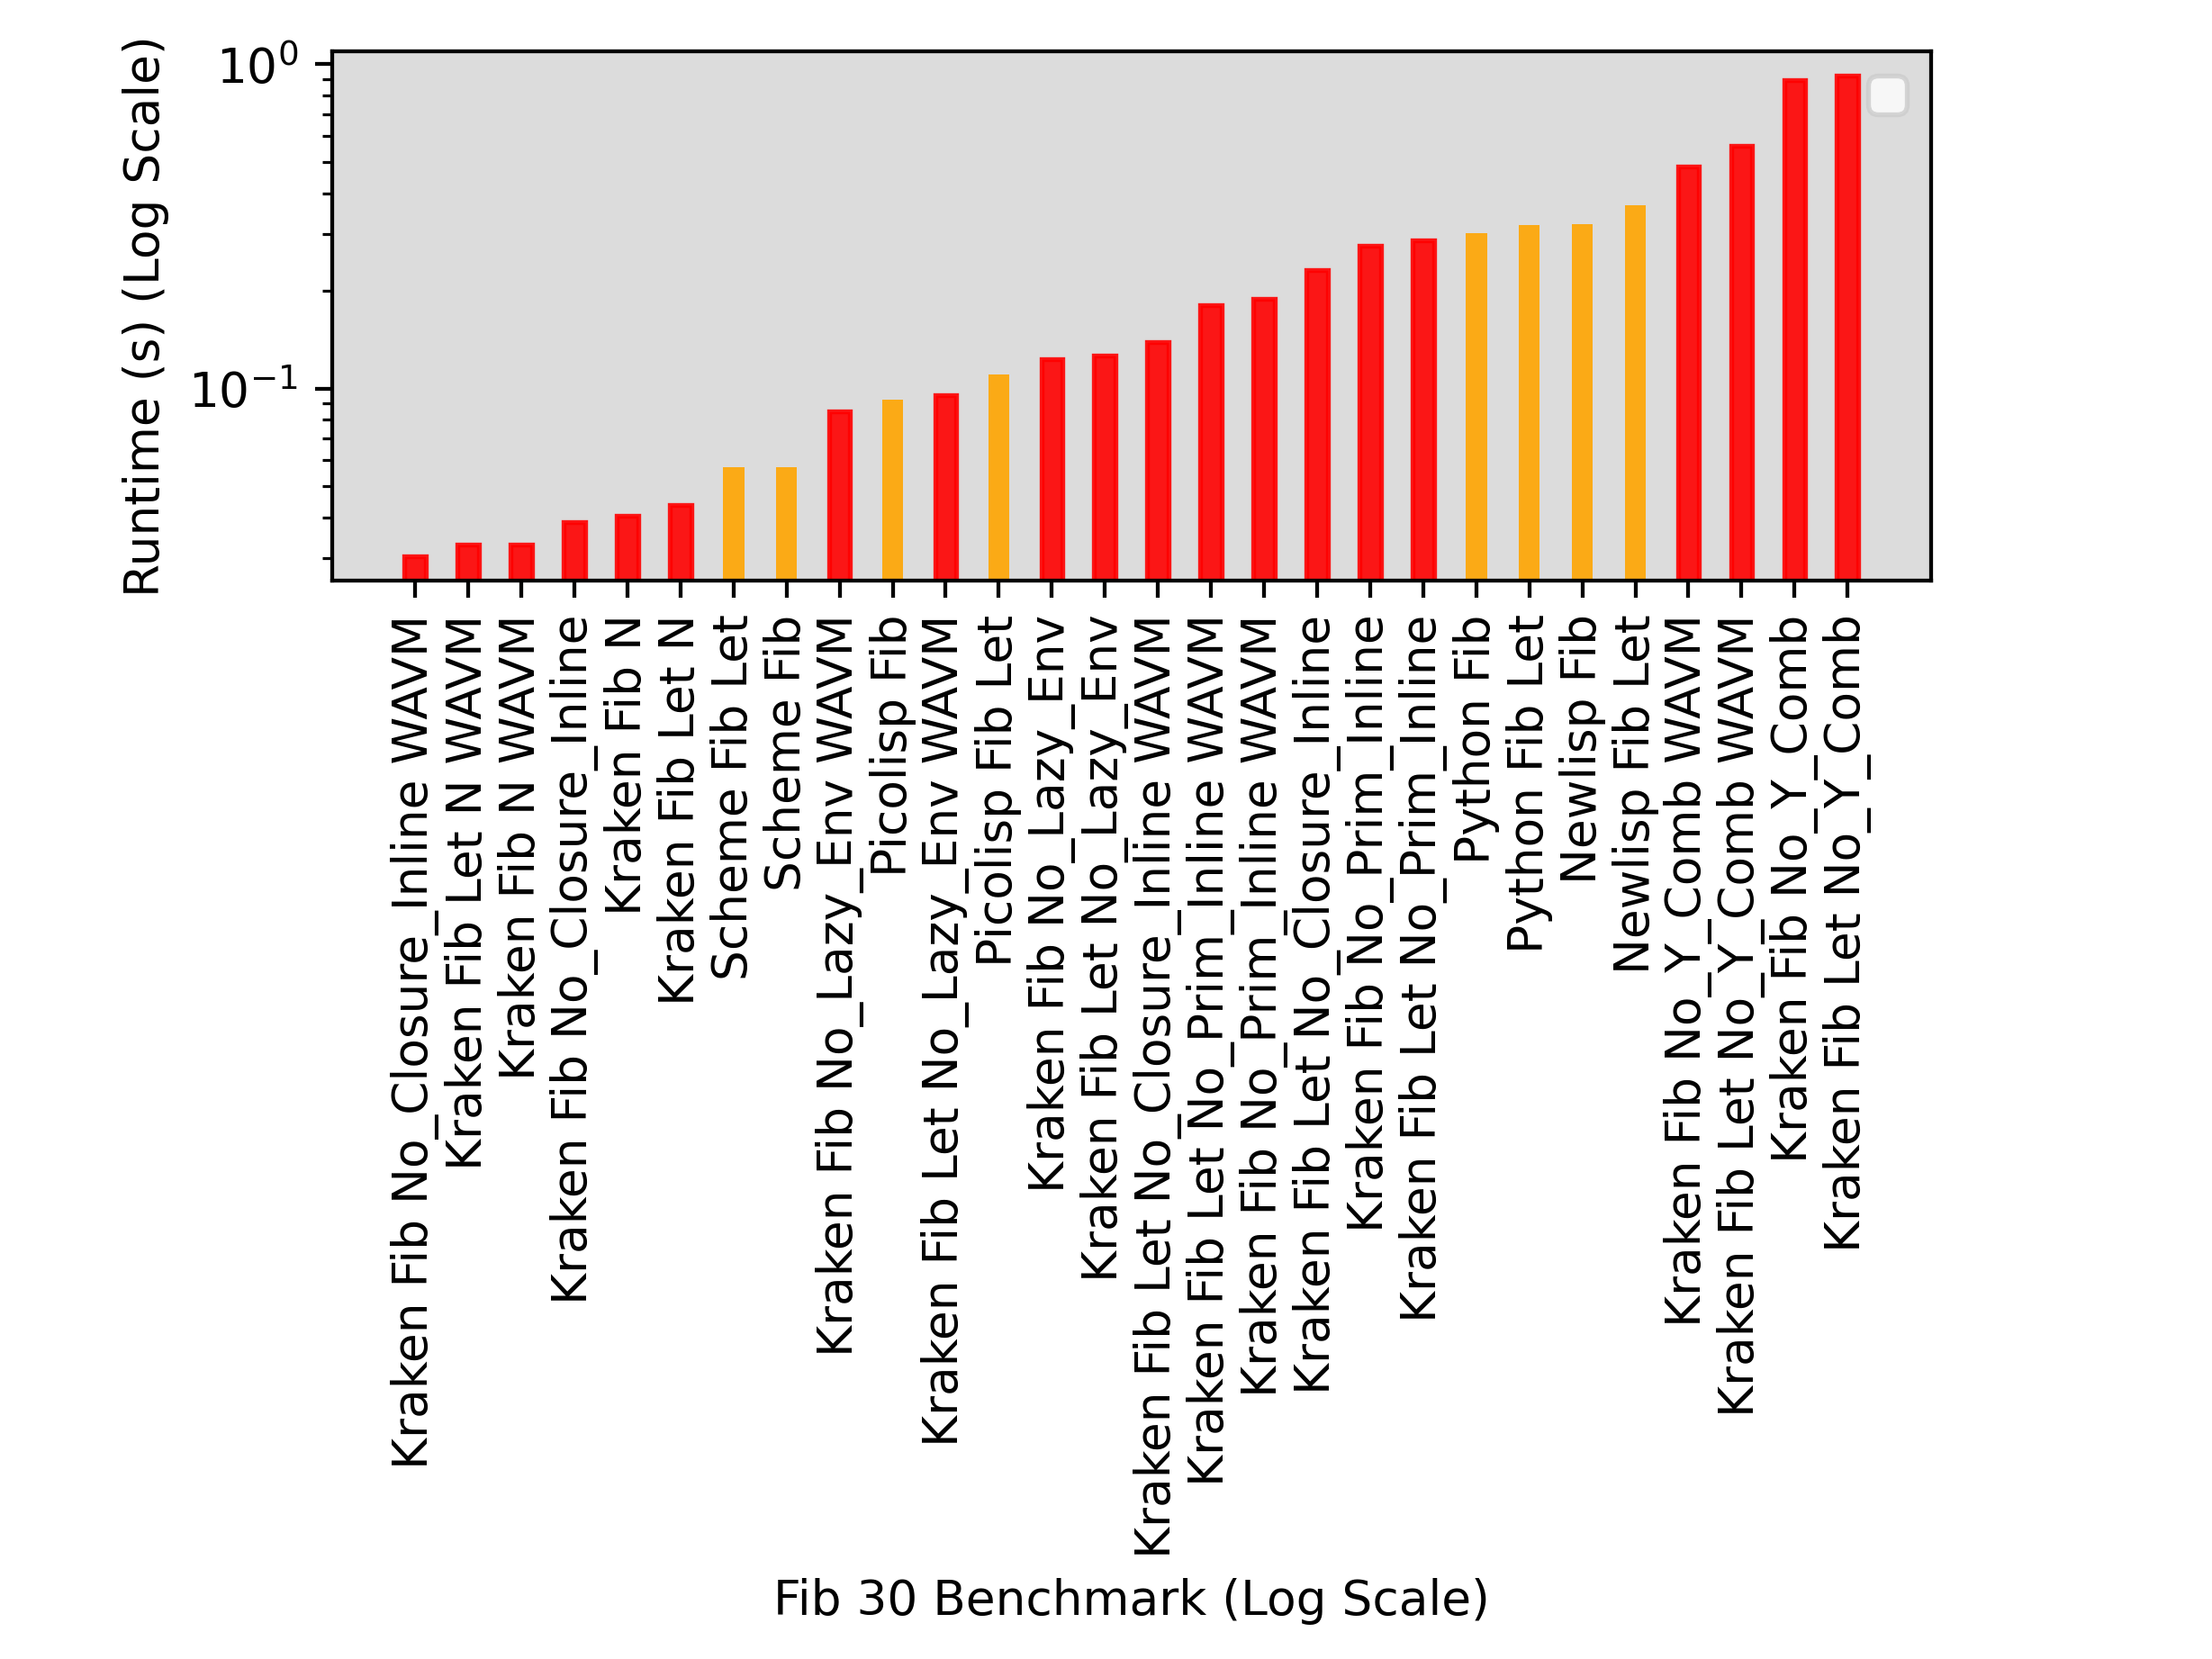 Runtime (s) (Log Scale)
10⁰
10⁻¹
Kraken Fib No_Closure_Inline WAVM
Kraken Fib Let N WAVM
Kraken Fib N WAVM
Kraken Fib No_Closure_Inline
Kraken Fib N
Kraken Fib Let N
Scheme Fib Let
Scheme Fib
Kraken Fib No_Lazy_Env WAVM
Picolisp Fib
Kraken Fib Let No_Lazy_Env WAVM
Picolisp Fib Let
Kraken Fib No_Lazy_Env
Kraken Fib Let No_Lazy_Env
Kraken Fib Let No_Closure_Inline WAVM
Kraken Fib Let No_Prim_Inline WAVM
Kraken Fib No_Prim_Inline WAVM
Kraken Fib Let No_Closure_Inline
Kraken Fib No_Prim_Inline
Kraken Fib Let No_Prim_Inline
Python Fib
Python Fib Let
Newlisp Fib
Newlisp Fib Let
Kraken Fib No_Y_Comb WAVM
Kraken Fib Let No_Y_Comb WAVM
Kraken Fib No_Y_Comb
Kraken Fib Let No_Y_Comb
Fib 30 Benchmark (Log Scale)